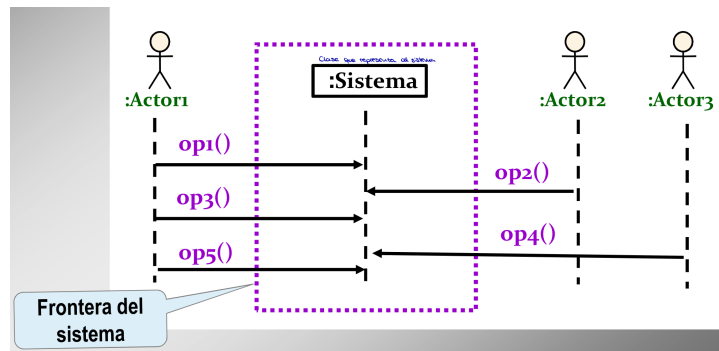 Clase que representa al sistema
:Sistema
:Actor1
:Actor2
:Actor3
op1()
op2()
op3()
op4()
op5()
Frontera del
sistema